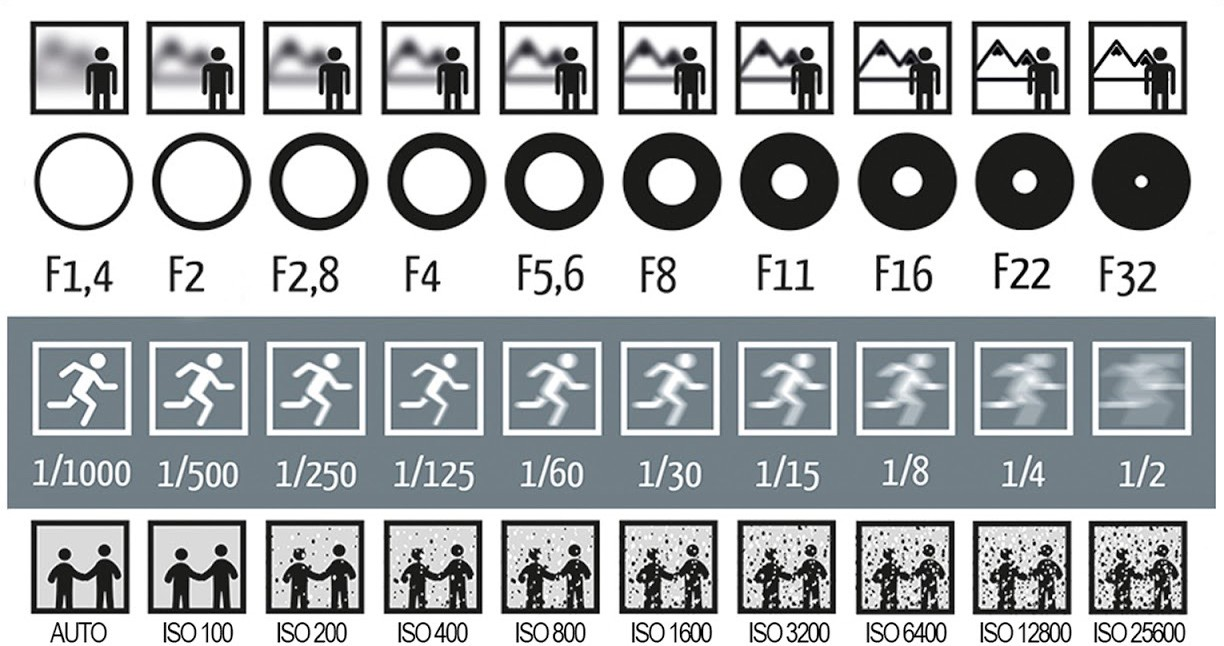 F1,4 F2 F2,8 F4 F5,6 F8 F11 F16 F22 F32
1/1000 1/500 1/250 1/125 1/60 1/30 1/15 1/8 1/4 1/2
AUTO ISO 100 ISO 200 ISO 400 ISO 800 ISO 1600 ISO 3200 ISO 6400 ISO 12800 ISO 25600